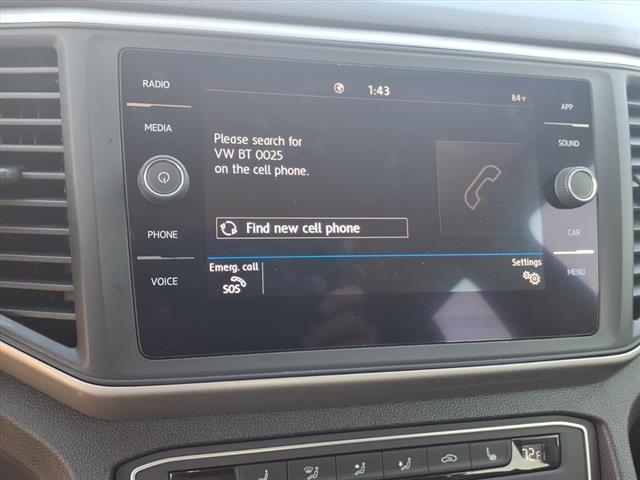 RADIO
MEDIA
PHONE
VOICE
1:43
84°F
Please search for
VW BT 0025
on the cell phone.
Find new cell phone
Emerg. call
SOS
Settings
APP
SOUND
CAR
MENU
72°F